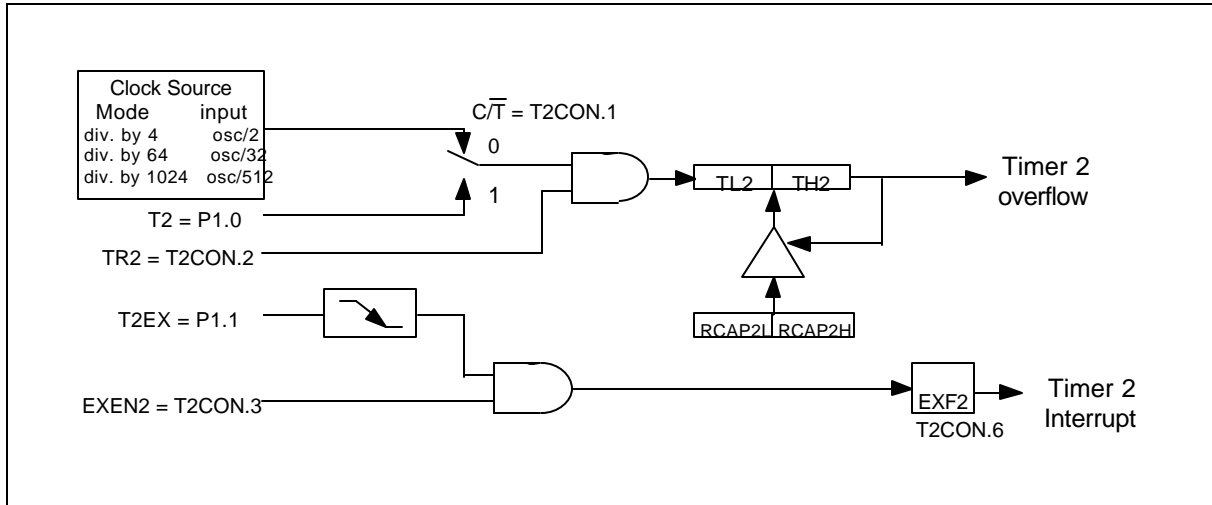 Clock Source
Mode input
div. by 4 osc/2
div. by 64 osc/32
div. by 1024 osc/512
C/T̅ = T2CON.1
0
1
T2 = P1.0
TR2 = T2CON.2
TL2 TH2
Timer 2
overflow
T2EX = P1.1
RCAP2L RCAP2H
EXEN2 = T2CON.3
EXF2
T2CON.6
Timer 2
Interrupt